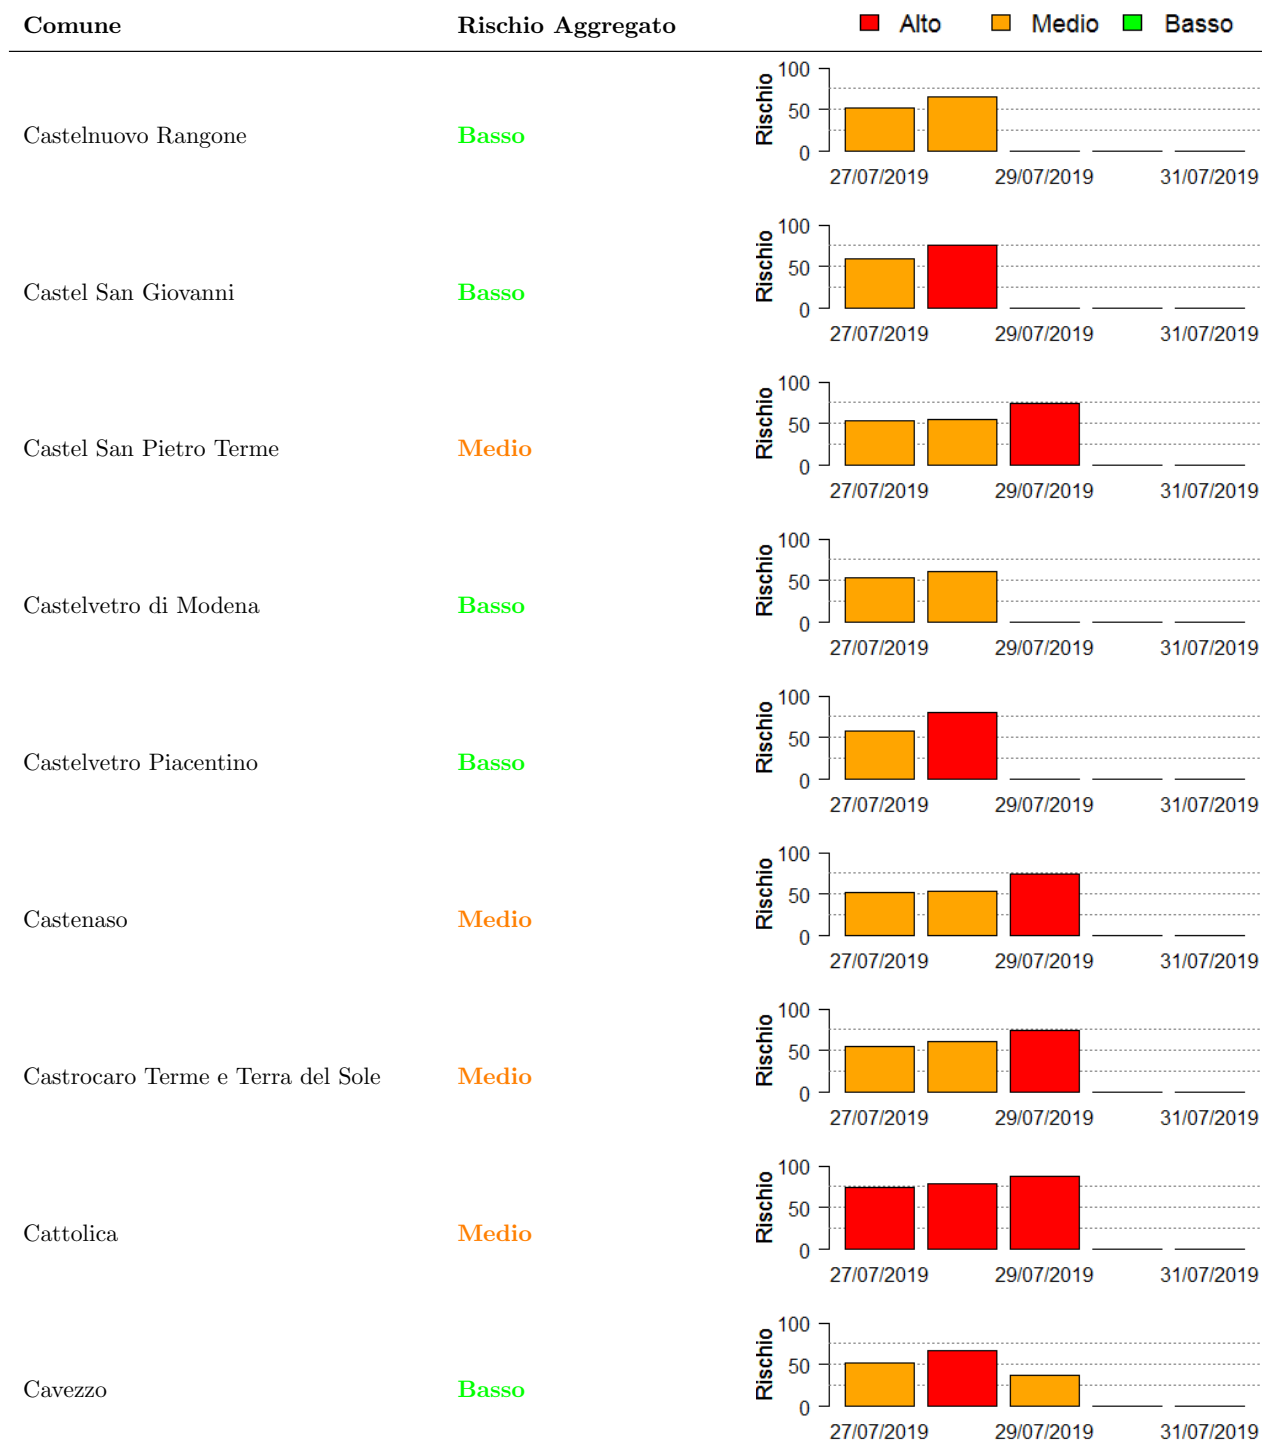 Comune Rischio Aggregato Alto Medio Basso
100
50
0
Rischio
Castelnuovo Rangone Basso
27/07/2019 29/07/2019 31/07/2019
100
50
0
Rischio
Castel San Giovanni Basso
27/07/2019 29/07/2019 31/07/2019
100
50
0
Rischio
Castel San Pietro Terme Medio
27/07/2019 29/07/2019 31/07/2019
100
50
0
Rischio
Castelvetro di Modena Basso
27/07/2019 29/07/2019 31/07/2019
100
50
0
Rischio
Castelvetro Piacentino Basso
27/07/2019 29/07/2019 31/07/2019
100
50
0
Rischio
Castenaso Medio
27/07/2019 29/07/2019 31/07/2019
100
50
0
Rischio
Castrocaro Terme e Terra del Sole Medio
27/07/2019 29/07/2019 31/07/2019
100
50
0
Rischio
Cattolica Medio
27/07/2019 29/07/2019 31/07/2019
100
50
0
Rischio
Cavezzo Basso
27/07/2019 29/07/2019 31/07/2019